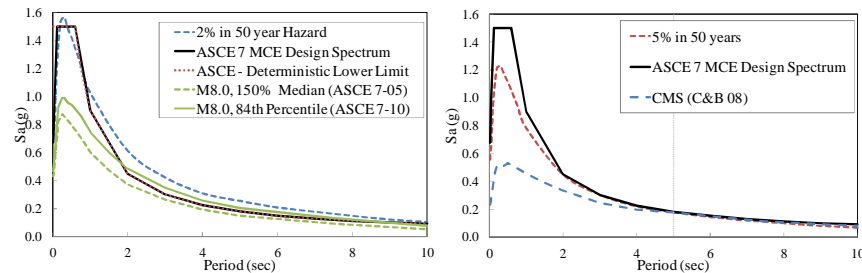 1.6
1.4
1.2
1.0
0.8
0.6
0.4
0.2
0.0
Sa (g)
0
2
4
6
8
10
Period (sec)
2% in 50 year Hazard
ASCE 7 MCE Design Spectrum
ASCE - Deterministic Lower Limit
M8.0, 150% Median (ASCE 7-05)
M8.0, 84th Percentile (ASCE 7-10)
1.6
1.4
1.2
1.0
0.8
0.6
0.4
0.2
0.0
Sa (g)
0
2
4
6
8
10
Period (sec)
5% in 50 years
ASCE 7 MCE Design Spectrum
CMS (C&B 08)